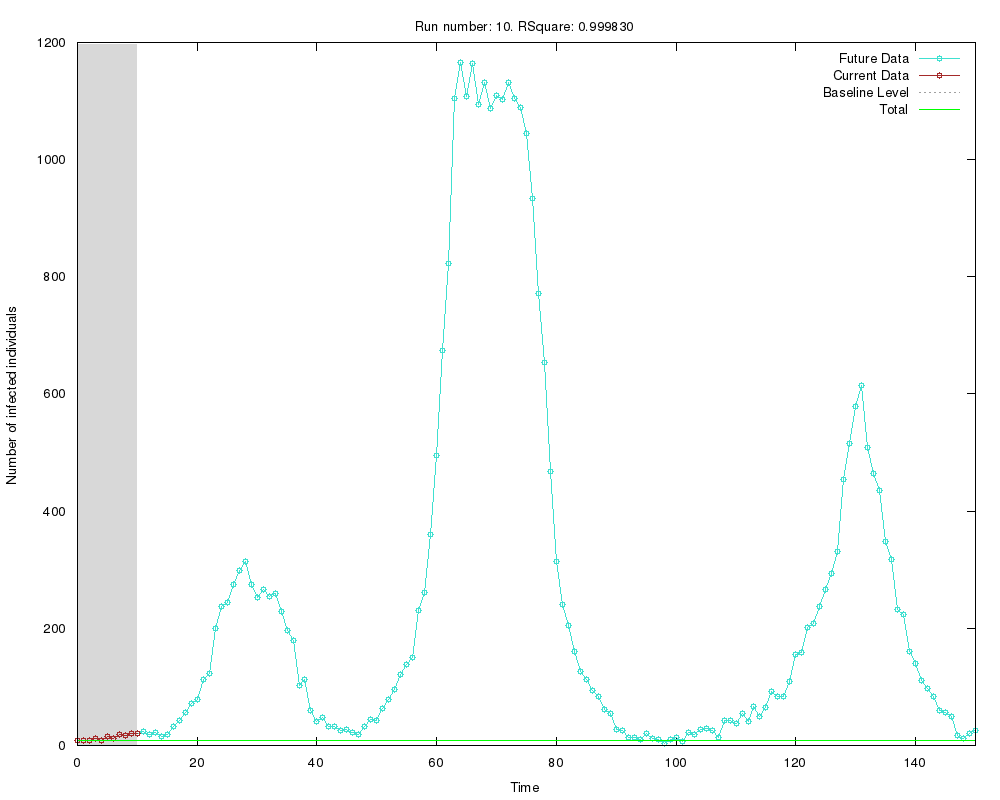 Run number: 10. RSquare: 0.999830
Future Data
Current Data
Baseline Level
Total
1200
1000
800
600
400
200
0
Number of infected individuals
0 20 40 60 80 100 120 140
Time